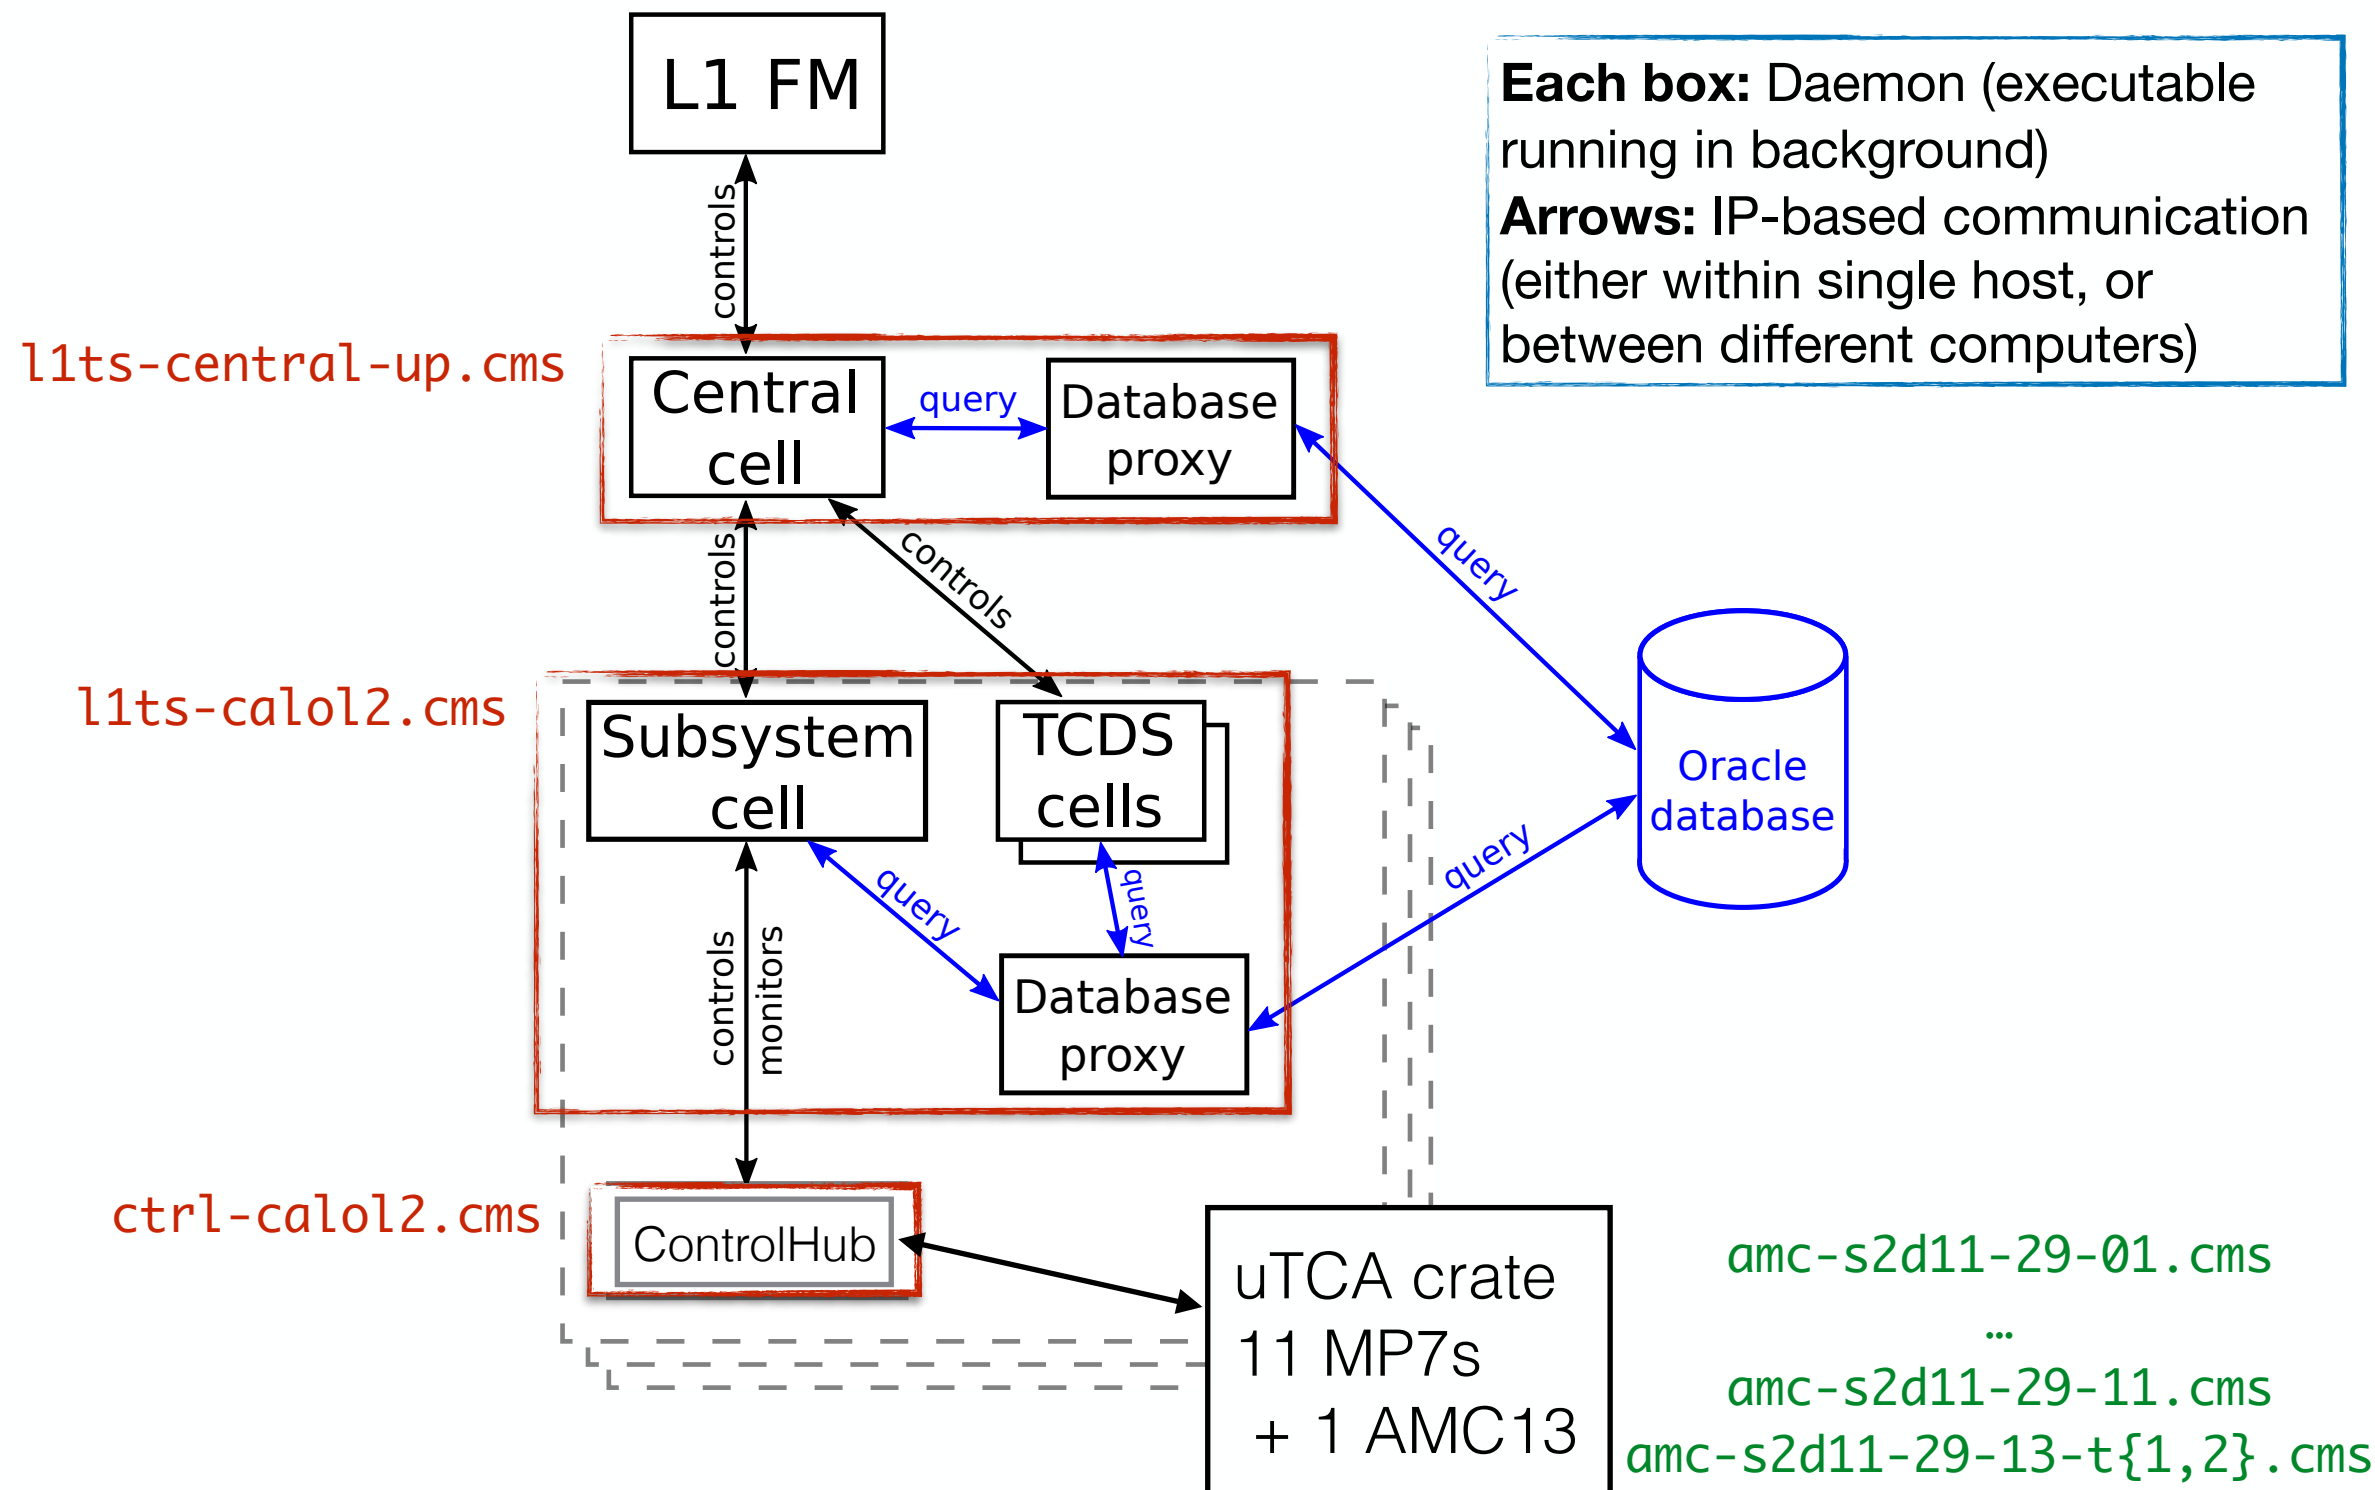 L1 FM
Each box: Daemon (executable
running in background)
Arrows: IP-based communication
(either within single host, or
between different computers)
controls
l1ts-central-up.cms
Central
cell
query
Database
proxy
query
controls
controls
l1ts-calol2.cms
Subsystem
cell
TCDS
cells
Oracle
database
query
query
query
controls
monitors
Database
proxy
ctrl-calol2.cms
ControlHub
uTCA crate
11 MP7s
+ 1 AMC13
amc-s2d11-29-01.cms
...
amc-s2d11-29-11.cms
amc-s2d11-29-13-t{1,2}.cms